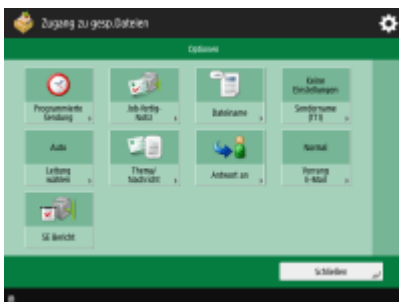 Zugang zu gesp.Dateien
Optionen
Programmierte
Sendung
Job-Fertig-
Notiz
Dateiname
Keine
Einstellungen
Sendername
(TTI)
Auto
Leitung
wählen
Thema/
Nachricht
Antwort an
Normal
Vorrang
E-Mail
SE Bericht
Schließen